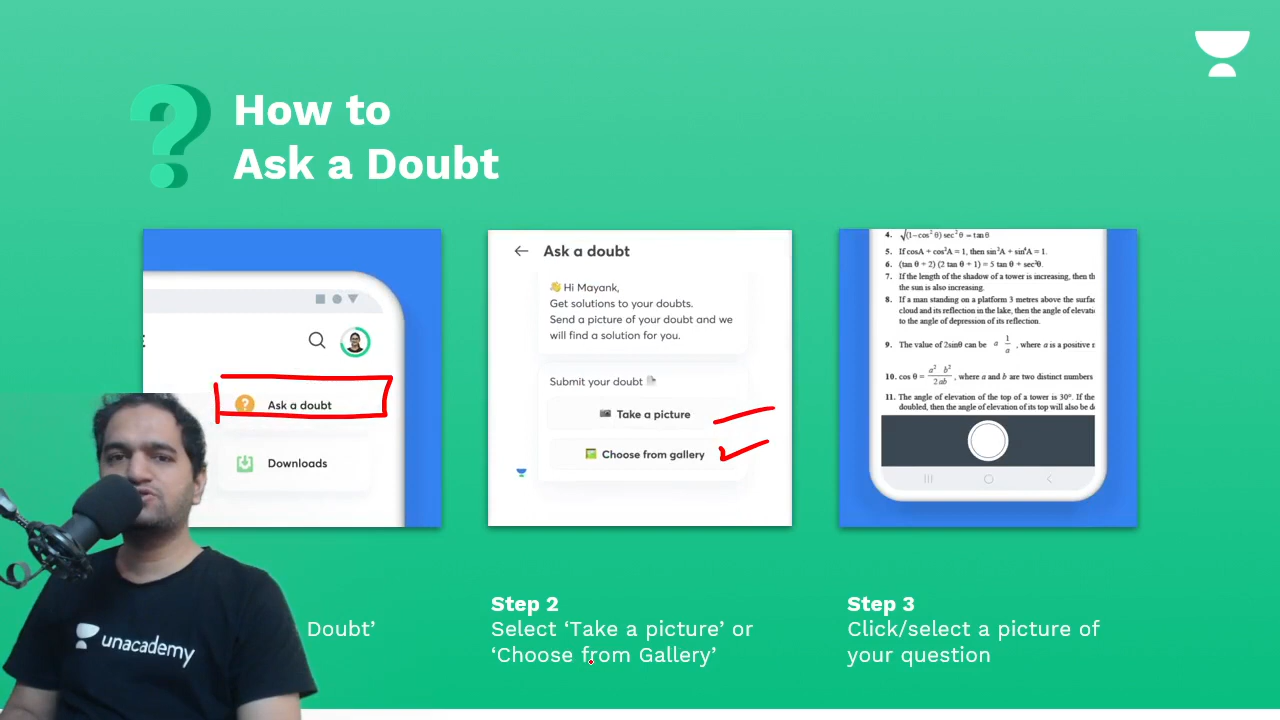 How to
Ask a Doubt
Ask a doubt
Downloads
Doubt’
unacademy
Ask a doubt
Hi Mayank,
Get solutions to your doubts.
Send a picture of your doubt and we
will find a solution for you.
Submit your doubt
Take a picture
Choose from gallery
Step 2
Select ‘Take a picture’ or
‘Choose from Gallery’
4. √(1–cos² θ) sec² θ = tan θ
5. If cosA + cos²A = 1, then sin²A + sin⁴A = 1.
6. (tan θ + 2) (2 tan θ + 1) = 5 tan θ + sec²θ.
7. If the length of the shadow of a tower is increasing, then th
the sun is also increasing.
8. If a man standing on a platform 3 metres above the surfac
cloud and its reflection in the lake, then the angle of elevati
to the angle of depression of its reflection.
9. The value of 2sinθ can be a 1/a , where a is a positive
10. cos θ = a² b²/2ab , where a and b are two distinct numbers
11. The angle of elevation of the top of a tower is 30°. If the
doubled, then the angle of elevation of its top will also be d
Step 3
Click/select a picture of
your question